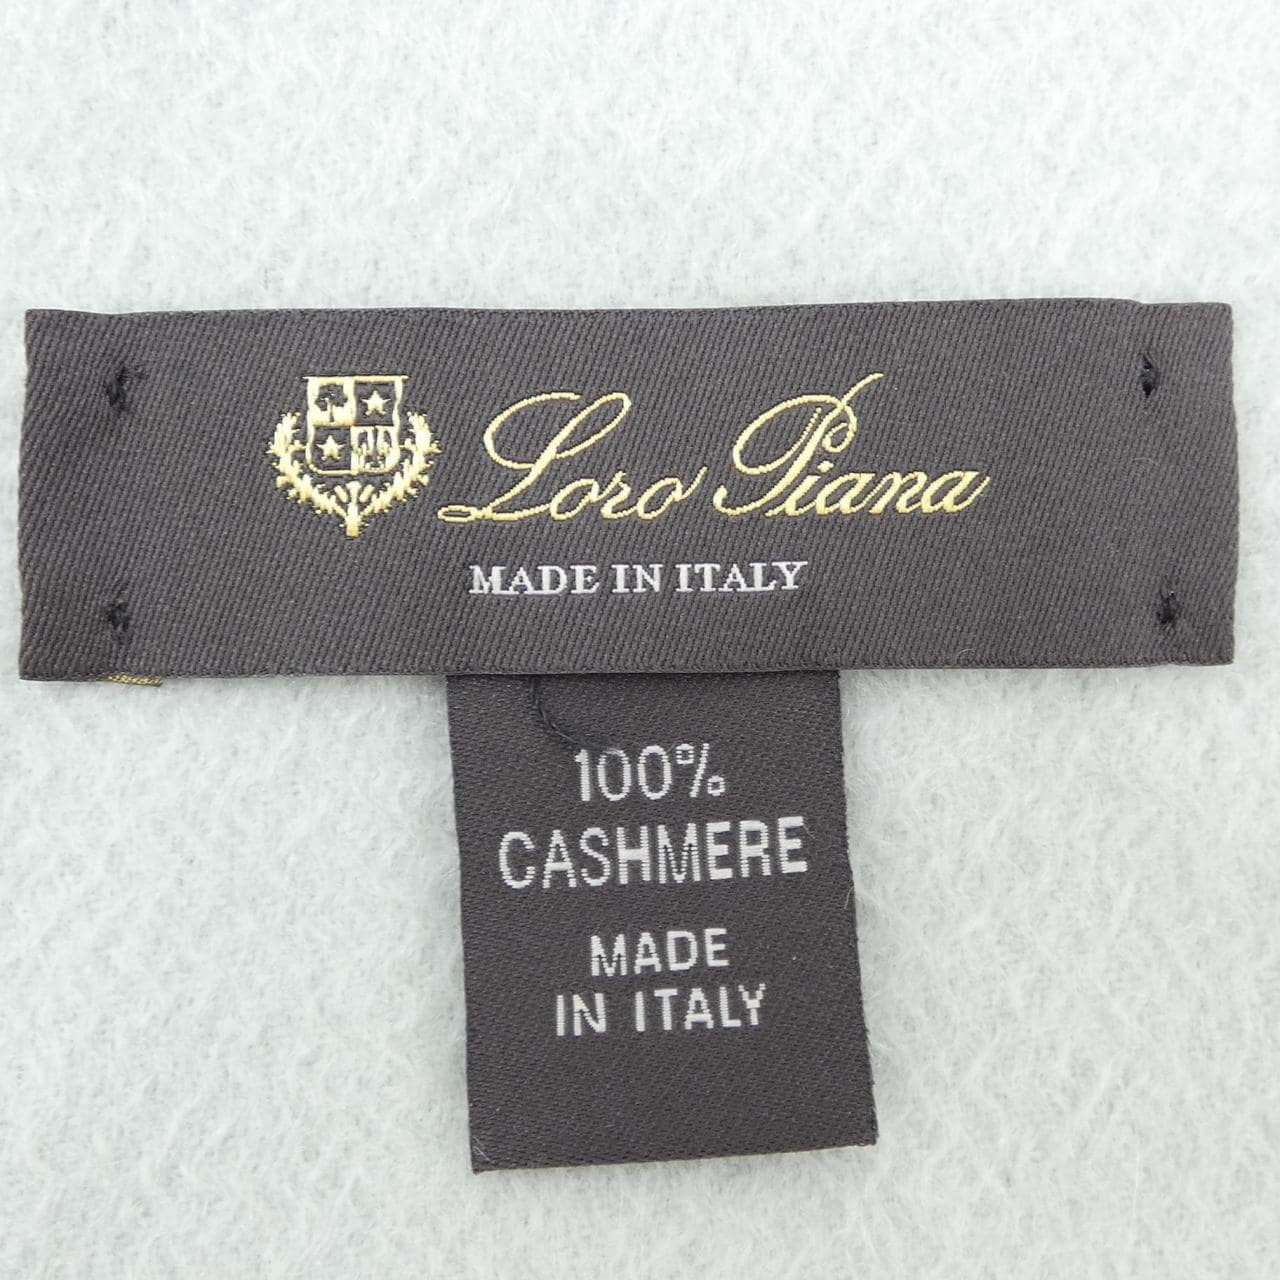 Loro Piana
MADE IN ITALY
100%
CASHMERE
MADE
IN ITALY